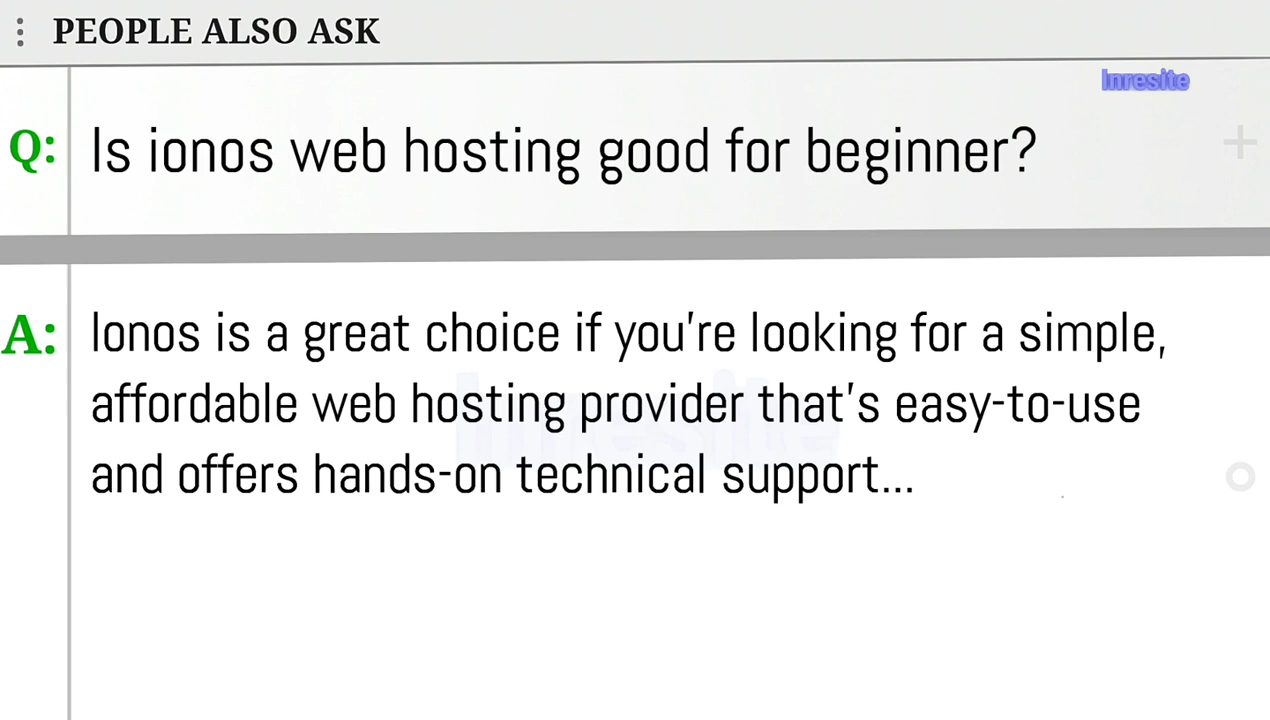 PEOPLE ALSO ASK
Inresite
Q: Is ionos web hosting good for beginner?
A: Ionos is a great choice if you're looking for a simple,
affordable web hosting provider that's easy-to-use
and offers hands-on technical support...
Inresite